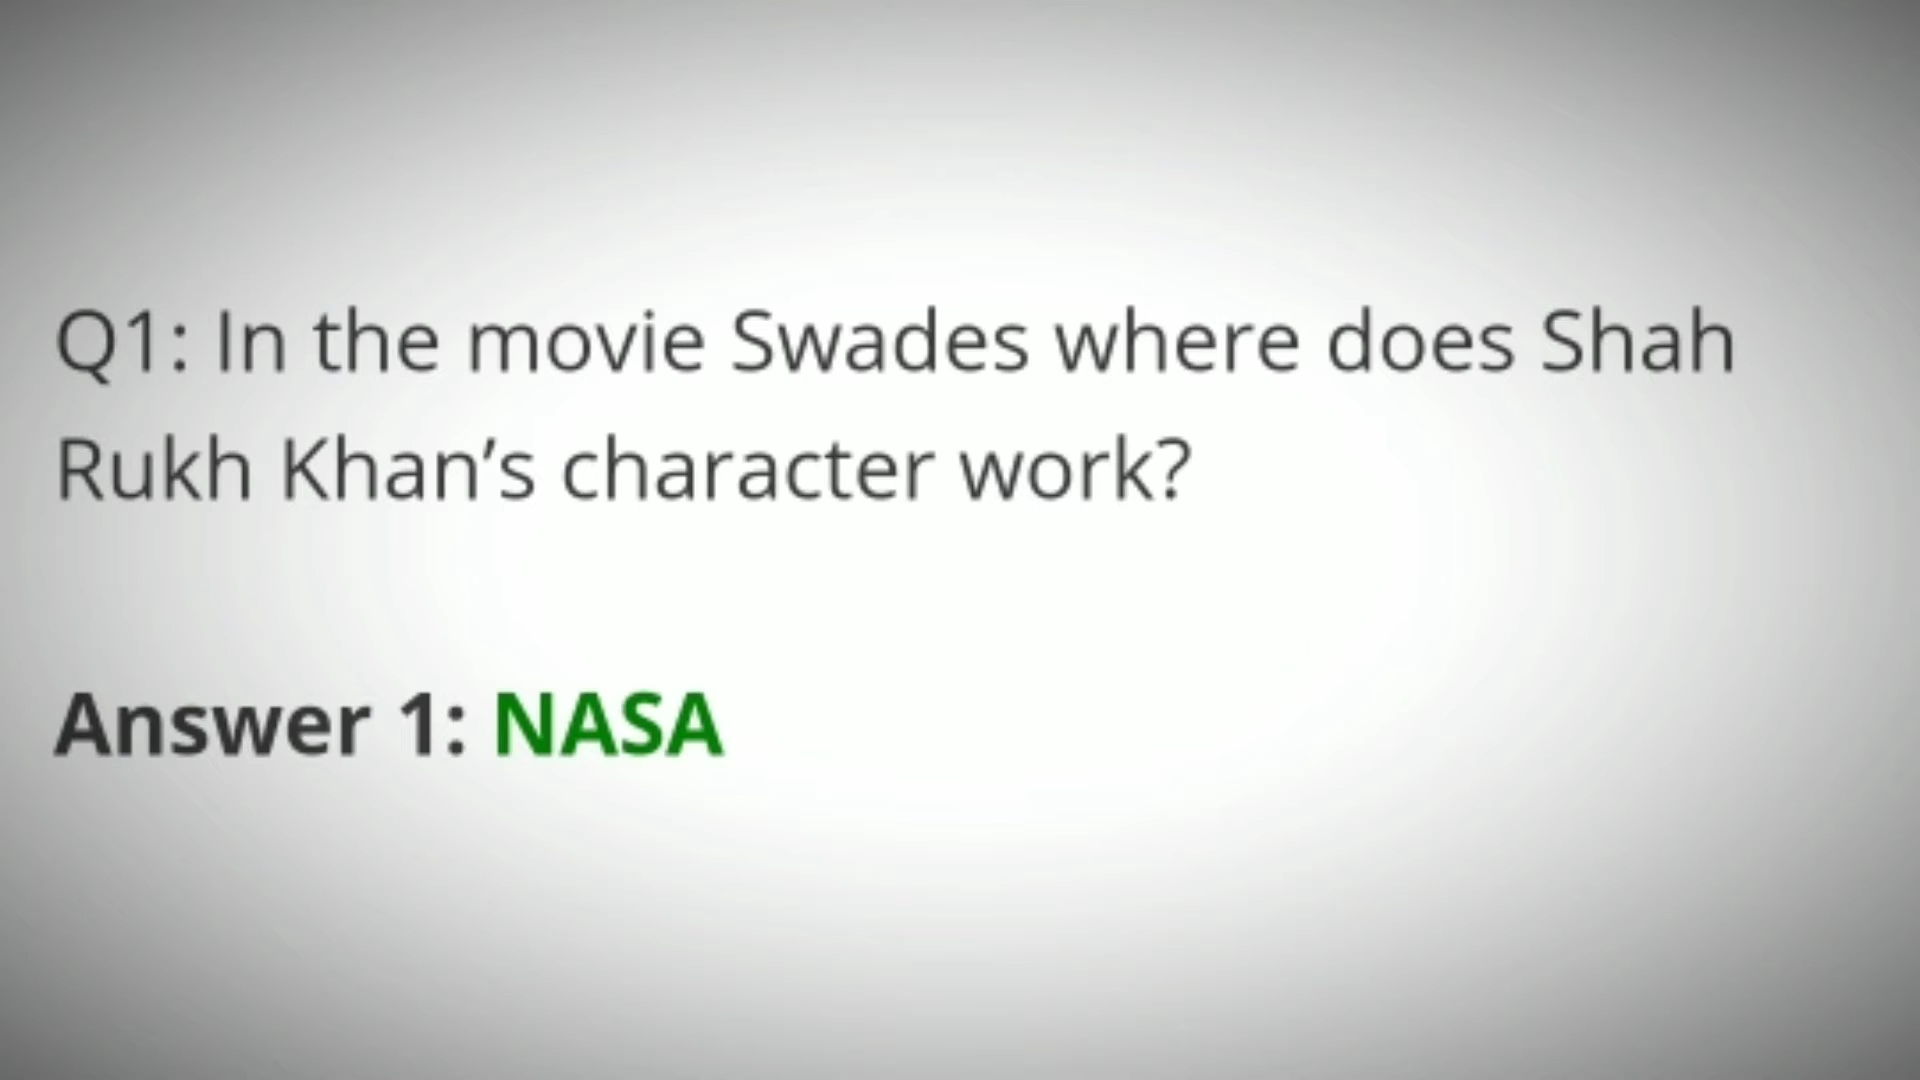 Q1: In the movie Swades where does Shah
Rukh Khan’s character work?
Answer 1: NASA